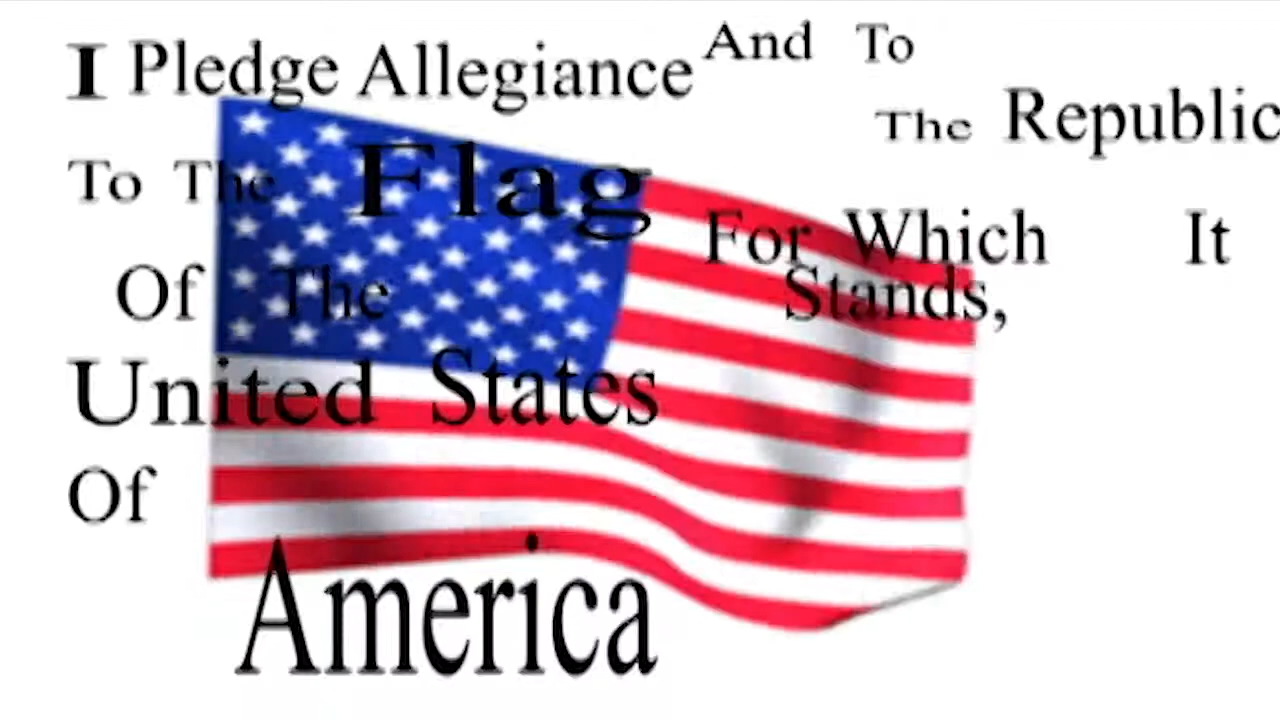 I Pledge Allegiance
To The Flag
Of The
United States
Of
America
And To
The Republic
For Which It
Stands,